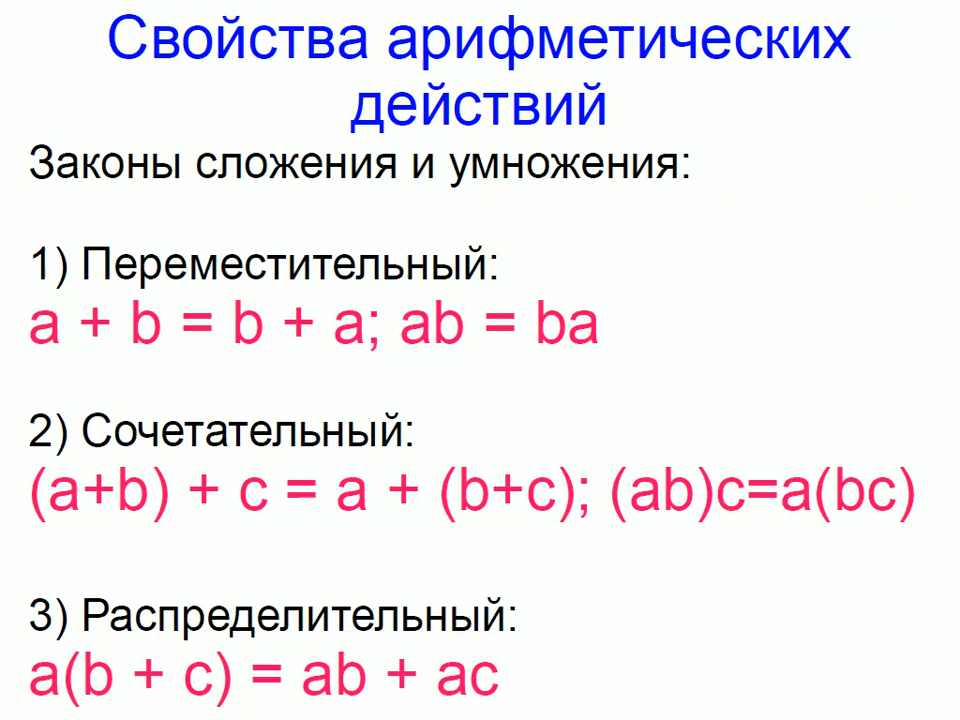 Свойства арифметических
действий
Законы сложения и умножения:
1) Переместительный:
a + b = b + a; ab = ba
2) Сочетательный:
(a+b) + c = a + (b+c); (ab)c=a(bc)
3) Распределительный:
a(b + c) = ab + ac